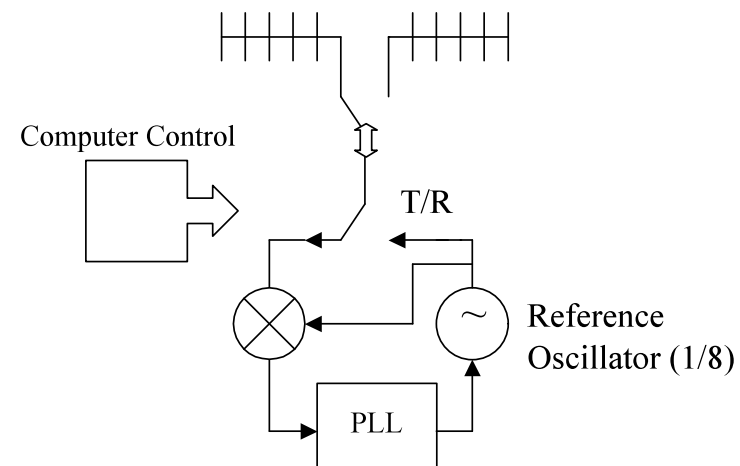 Computer Control
T/R
~
Reference
Oscillator (1/8)
PLL